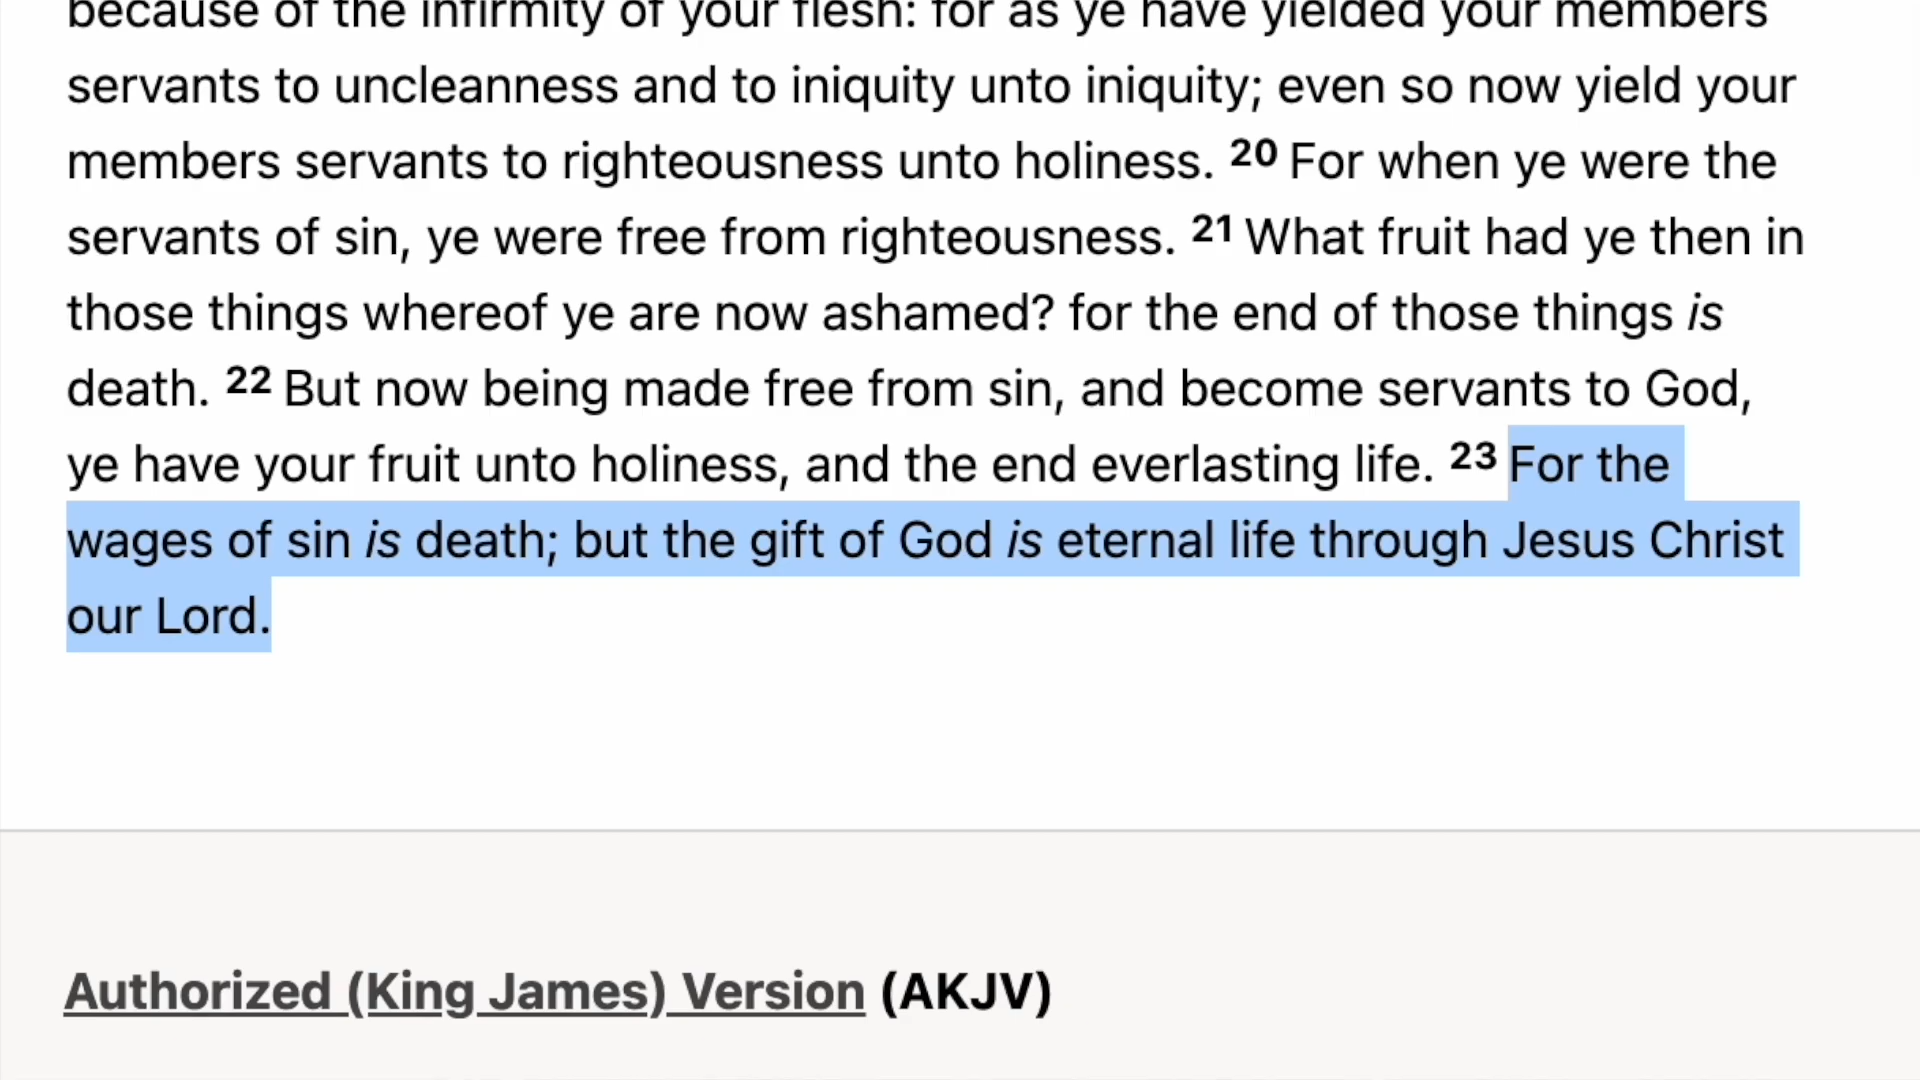 because of the infirmity of your flesh: for as ye have yielded your members
servants to uncleanness and to iniquity unto iniquity; even so now yield your
members servants to righteousness unto holiness. 20 For when ye were the
servants of sin, ye were free from righteousness. 21 What fruit had ye then in
those things whereof ye are now ashamed? for the end of those things is
death. 22 But now being made free from sin, and become servants to God,
ye have your fruit unto holiness, and the end everlasting life. 23 For the
wages of sin is death; but the gift of God is eternal life through Jesus Christ
our Lord.
Authorized (King James) Version (AKJV)